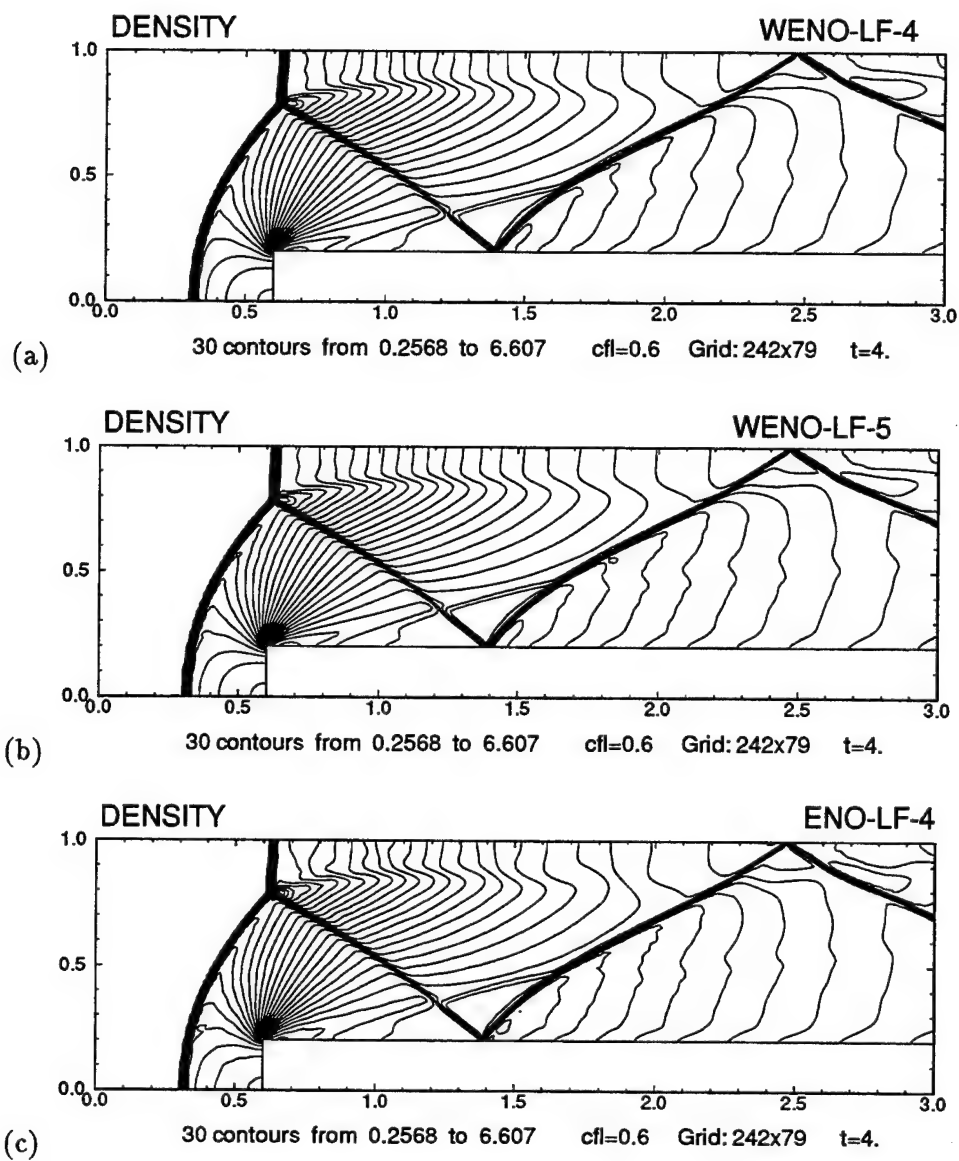 DENSITY WENO-LF-4
1.0
0.5
0.0
0.0 0.5 1.0 1.5 2.0 2.5 3.0
(a) 30 contours from 0.2568 to 6.607 cfl=0.6 Grid: 242x79 t=4.
DENSITY WENO-LF-5
1.0
0.5
0.0
0.0 0.5 1.0 1.5 2.0 2.5 3.0
(b) 30 contours from 0.2568 to 6.607 cfl=0.6 Grid: 242x79 t=4.
DENSITY ENO-LF-4
1.0
0.5
0.0
0.0 0.5 1.0 1.5 2.0 2.5 3.0
(c) 30 contours from 0.2568 to 6.607 cfl=0.6 Grid: 242x79 t=4.